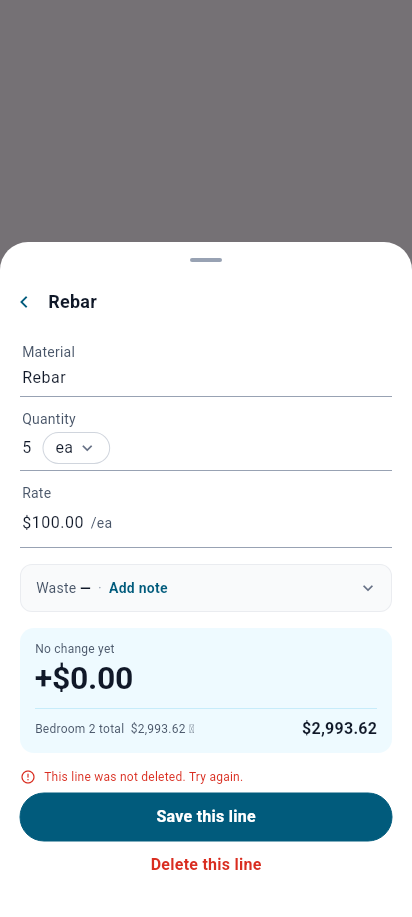 Rebar
Material
Rebar
Quantity
5 ea
Rate
$100.00 /ea
Waste — · Add note
No change yet
+$0.00
Bedroom 2 total $2,993.62 $2,993.62
This line was not deleted. Try again.
Save this line
Delete this line